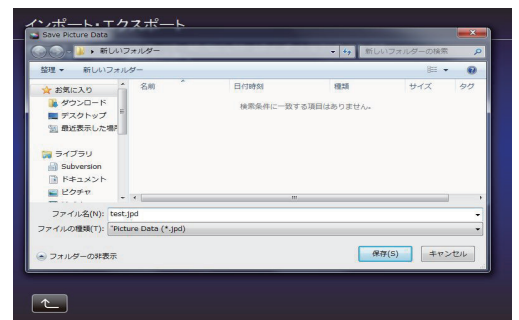 インポート・エクスポート
Save Picture Data
新しいフォルダー
新しいフォルダーの検索
整理
新しいフォルダー
お気に入り
ダウンロード
デスクトップ
最近表示した場所
ライブラリ
Subversion
ドキュメント
ピクチャ
名前
日付時刻
種類
サイズ
タグ
検索条件に一致する項目はありません。
ファイル名(N): test.jpd
ファイルの種類(T): "Picture Data (*.jpd)
フォルダーの非表示
保存(S)
キャンセル